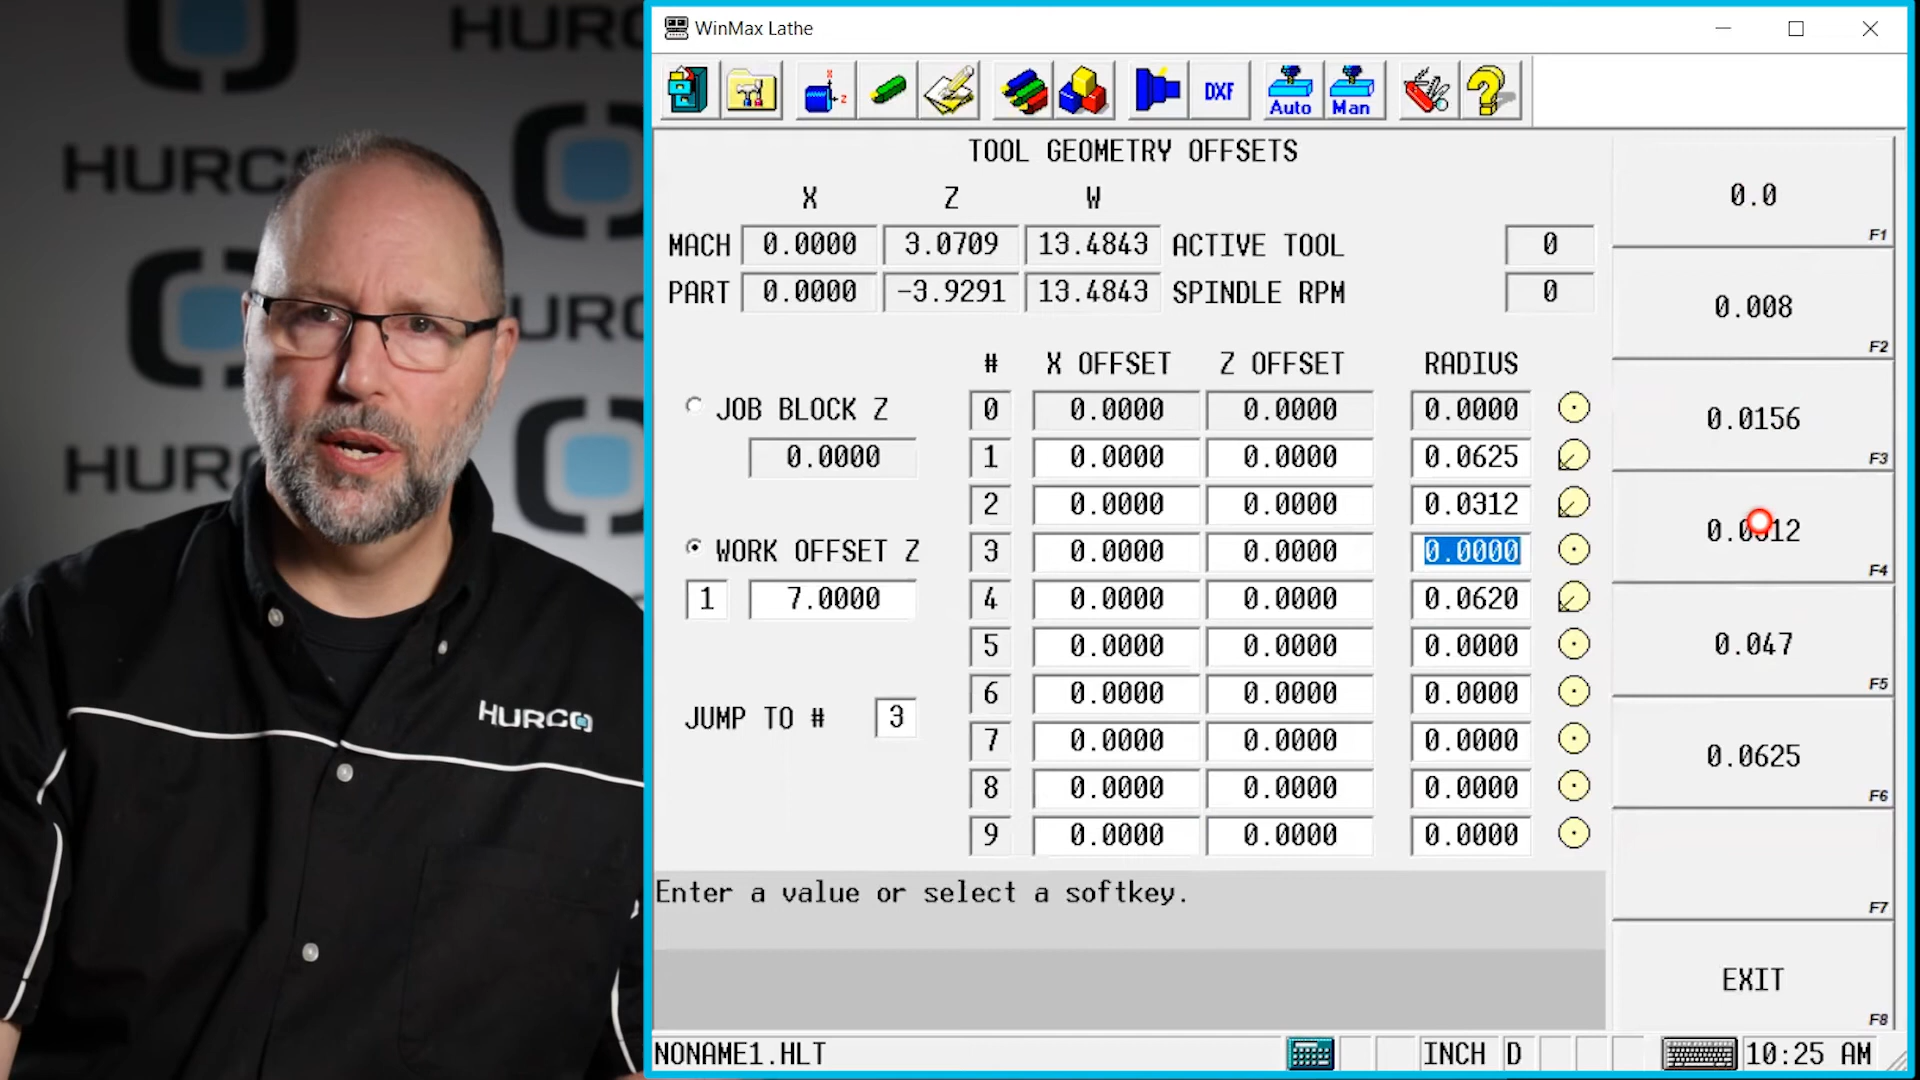 HURCO
HURC
HUR
HURCO
WinMax Lathe
DXF
Auto
Man
TOOL GEOMETRY OFFSETS
X Z W
MACH 0.0000 3.0709 13.4843 ACTIVE TOOL 0
PART 0.0000 -3.9291 13.4843 SPINDLE RPM 0
# X OFFSET Z OFFSET RADIUS
JOB BLOCK Z
0.0000
WORK OFFSET Z
1 7.0000
JUMP TO # 3
0 0.0000 0.0000 0.0000
1 0.0000 0.0000 0.0625
2 0.0000 0.0000 0.0312
3 0.0000 0.0000 0.0000
4 0.0000 0.0000 0.0620
5 0.0000 0.0000 0.0000
6 0.0000 0.0000 0.0000
7 0.0000 0.0000 0.0000
8 0.0000 0.0000 0.0000
9 0.0000 0.0000 0.0000
0.0
F1
0.008
F2
0.0156
F3
0.0312
F4
0.047
F5
0.0625
F6
F7
EXIT
F8
Enter a value or select a softkey.
NONAME1.HLT INCH D 10:25 AM